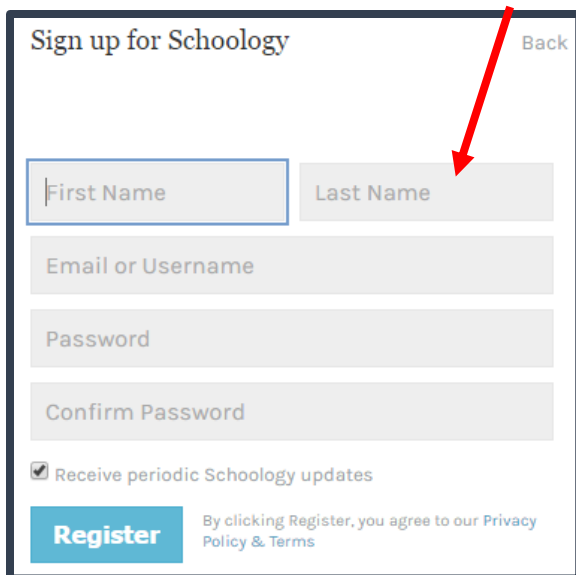 Sign up for Schoology Back
First Name Last Name
Email or Username
Password
Confirm Password
Receive periodic Schoology updates
Register By clicking Register, you agree to our Privacy
Policy & Terms